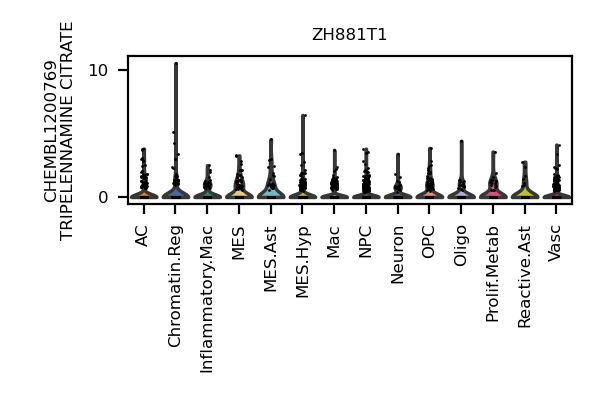 ZH881T1
CHEMBL1200769
TRIPELENNAMINE CITRATE
10
0
AC
Chromatin.Reg
Inflammatory.Mac
MES
MES.Ast
MES.Hyp
Mac
NPC
Neuron
OPC
Oligo
Prolif.Metab
Reactive.Ast
Vasc